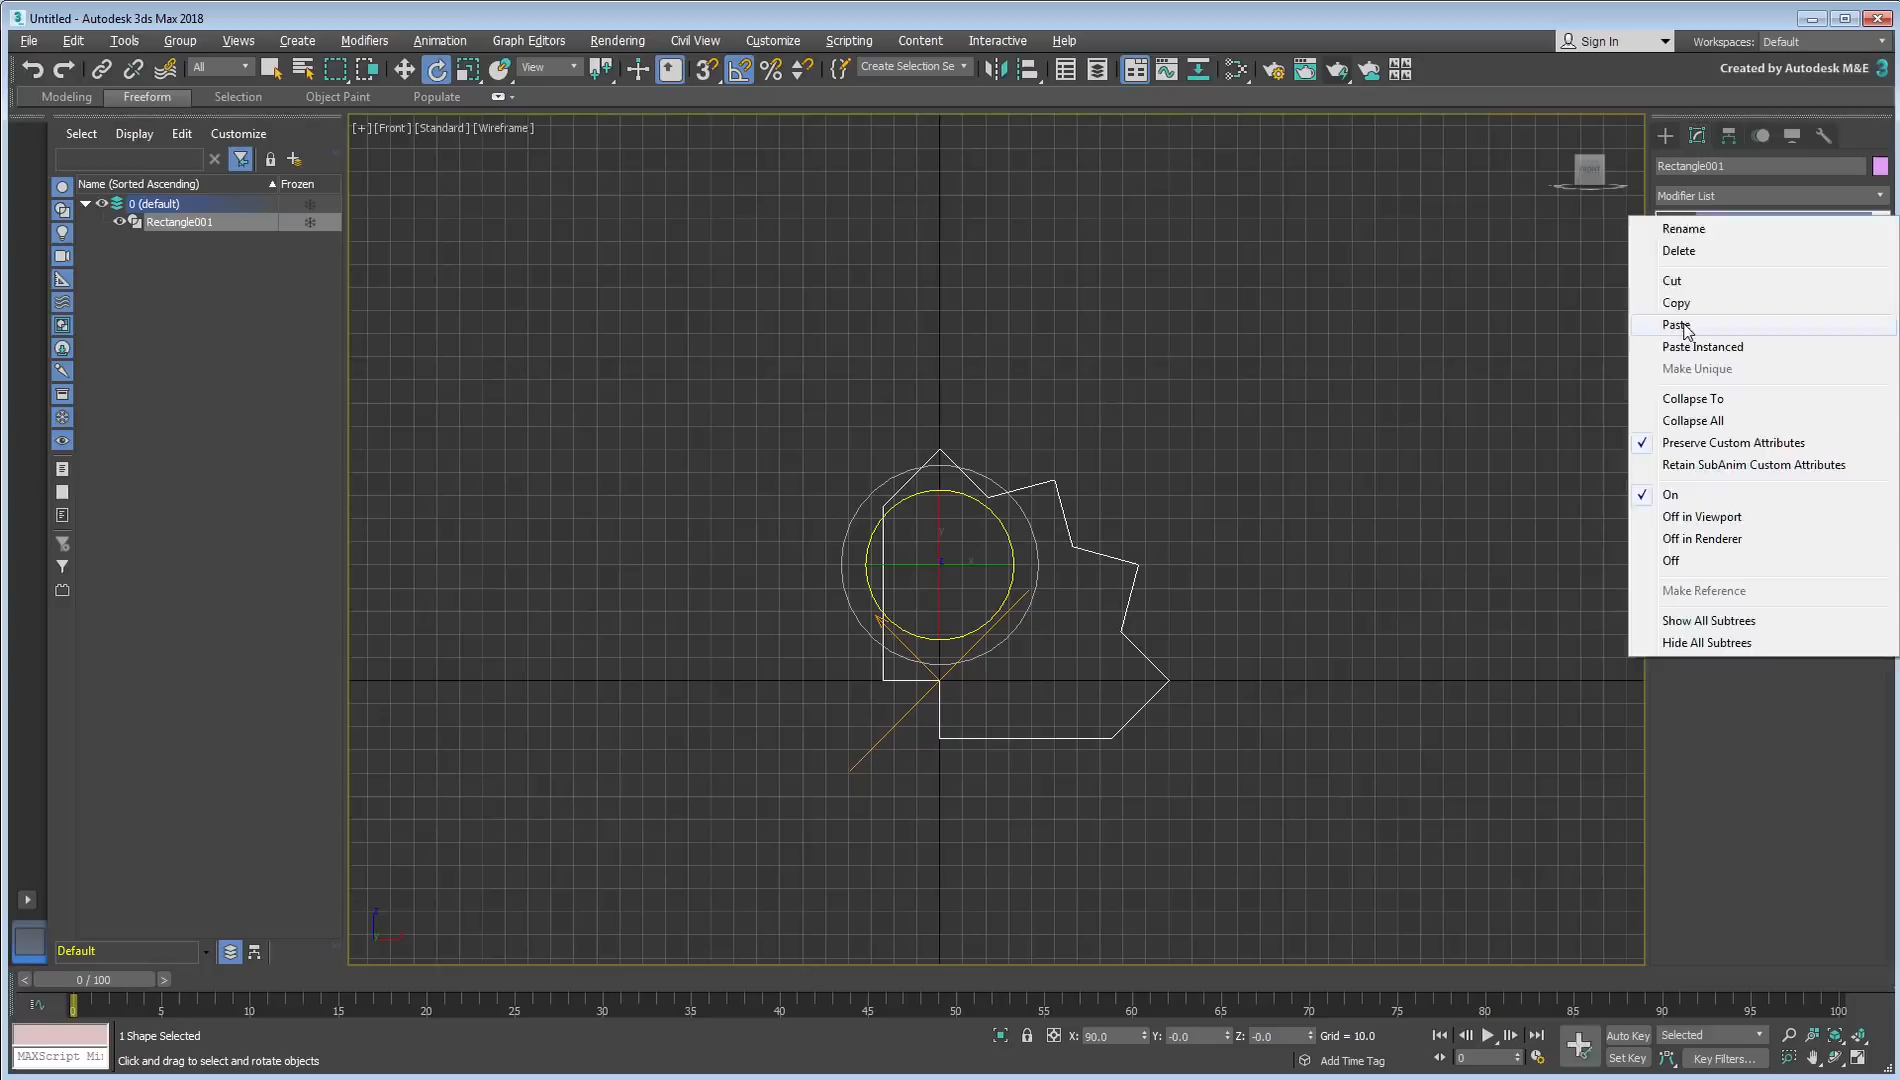 Untitled - Autodesk 3ds Max 2018
File Edit Tools Group Views Create Modifiers Animation Graph Editors Rendering Civil View Customize Scripting Content Interactive Help
Sign In Workspaces: Default
All View Create Selection Se Created by Autodesk M&E
Modeling Freeform Selection Object Paint Populate
Select Display Edit Customize
[+] [Front] [Standard] [Wireframe]
FRONT
Rectangle001
Modifier List
Name (Sorted Ascending) Frozen
0 (default)
Rectangle001
Rename
Delete
Cut
Copy
Paste
Paste Instanced
Make Unique
Collapse To
Collapse All
Preserve Custom Attributes
Retain SubAnim Custom Attributes
On
Off in Viewport
Off in Renderer
Off
Make Reference
Show All Subtrees
Hide All Subtrees
y
x
z
Default
0 / 100
0 5 10 15 20 25 30 35 40 45 50 55 60 65 70 75 80 85 90 95 100
1 Shape Selected X: 90.0 Y: -0.0 Z: -0.0 Grid = 10.0 Auto Key Selected
MAXScript Mi Click and drag to select and rotate objects Add Time Tag 0 Set Key Key Filters...